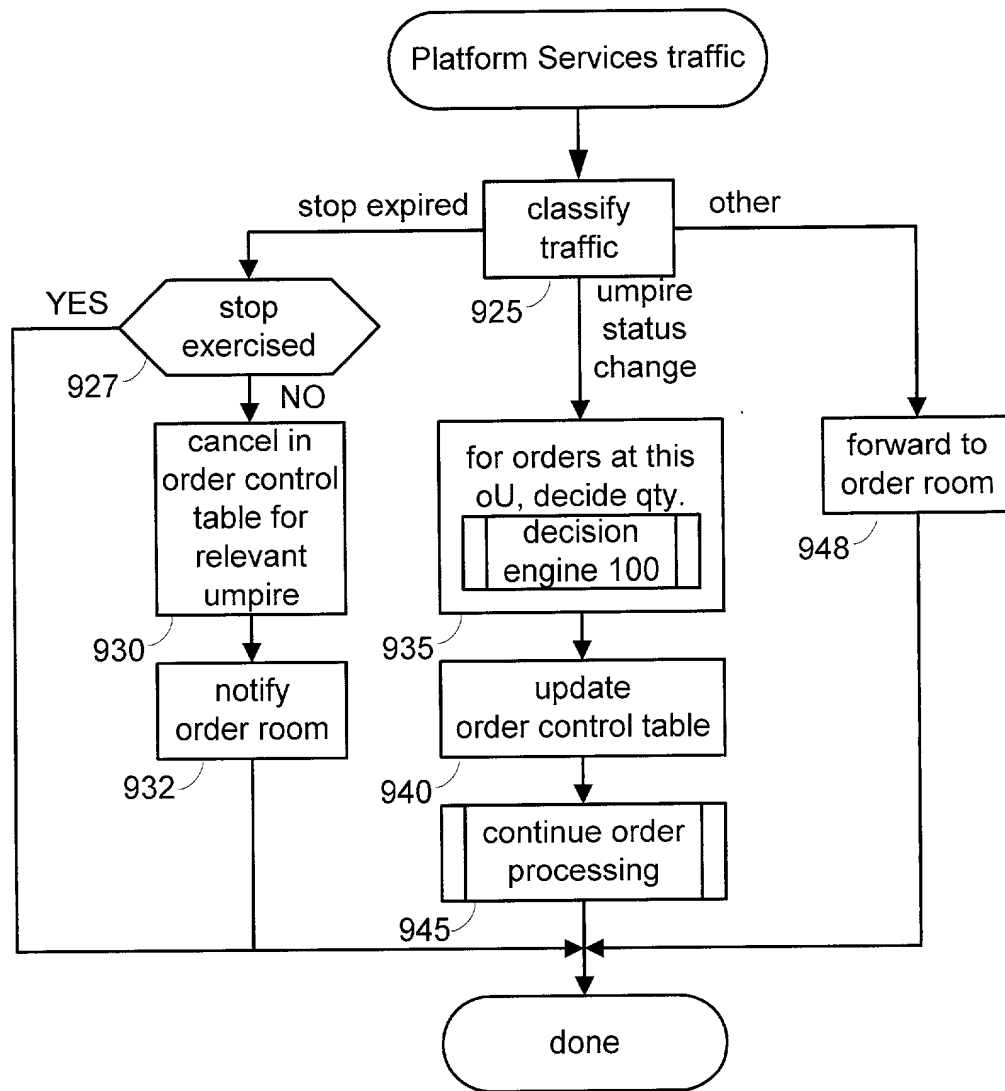 Platform Services traffic
stop expired
classify
traffic
other
925
umpire
status
change
YES
stop
exercised
927
NO
cancel in
order control
table for
relevant
umpire
930
notify
order room
932
for orders at this
oU, decide qty.
decision
engine 100
935
update
order control table
940
continue order
processing
945
forward to
order room
948
done